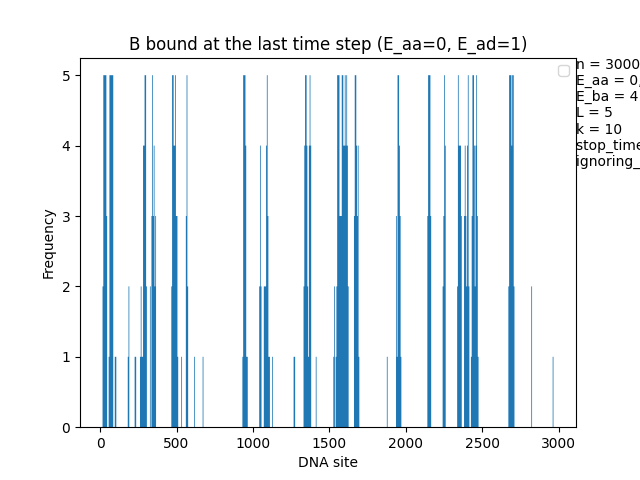 B bound at the last time step (E_aa=0, E_ad=1)
n = 3000
E_aa = 0,
E_ba = 4
L = 5
k = 10
stop_time
ignoring_
5
4
3
2
1
0
Frequency
0 500 1000 1500 2000 2500 3000
DNA site